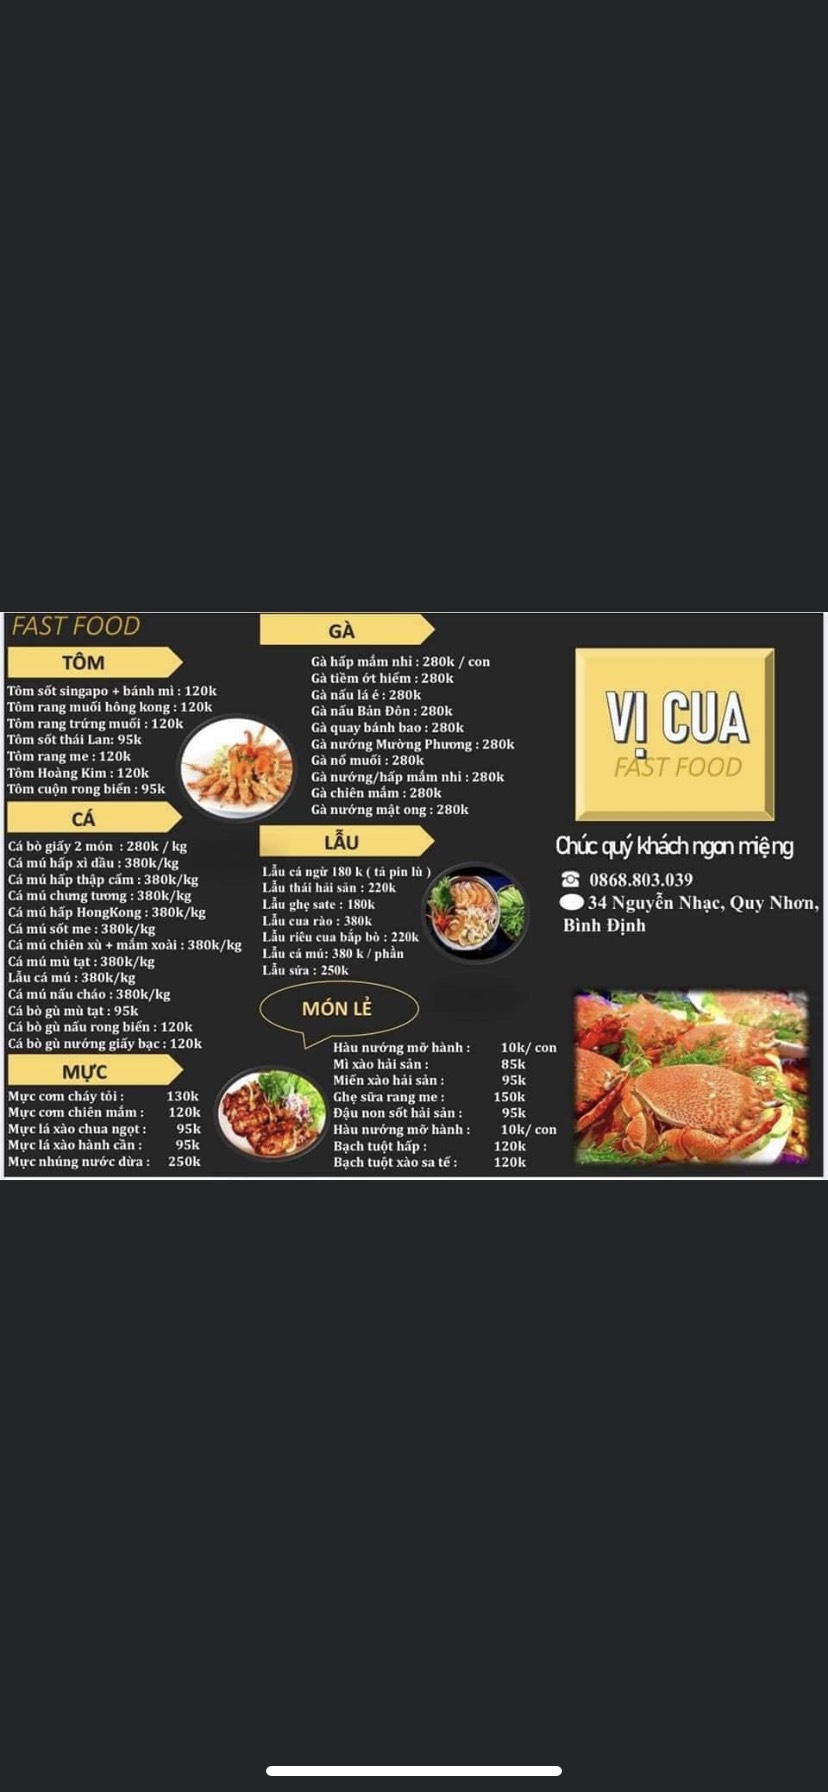 FAST FOOD
TÔM
Tôm sốt singapo + bánh mì : 120k
Tôm rang muối hông kong : 120k
Tôm rang trứng muối : 120k
Tôm sốt thái Lan: 95k
Tôm rang me : 120k
Tôm Hoàng Kim : 120k
Tôm cuộn rong biển : 95k
CÁ
Cá bò giấy 2 món : 280k / kg
Cá mú hấp xì dầu : 380k/kg
Cá mú hấp thập cẩm : 380k/kg
Cá mú chưng tương : 380k/kg
Cá mú hấp HongKong : 380k/kg
Cá mú sốt me : 380k/kg
Cá mú chiên xù + mắm xoài : 380k/kg
Cá mú mù tạt : 380k/kg
Lẫu cá mú : 380k/kg
Cá mú nấu cháo : 380k/kg
Cá bò gù mù tạt : 95k
Cá bò gù nấu rong biển : 120k
Cá bò gù nướng giấy bạc : 120k
MỰC
Mực cơm cháy tỏi : 130k
Mực cơm chiên mắm : 120k
Mực lá xào chua ngọt : 95k
Mực lá xào hành cần : 95k
Mực nhúng nước dừa : 250k
GÀ
Gà hấp mắm nhỉ : 280k / con
Gà tiềm ớt hiểm : 280k
Gà nấu lá é : 280k
Gà nấu Bản Đôn : 280k
Gà quay bánh bao : 280k
Gà nướng Mường Phương : 280k
Gà nổ muối : 280k
Gà nướng/hấp mắm nhỉ : 280k
Gà chiên mắm : 280k
Gà nướng mật ong : 280k
LẪU
Lẫu cá ngừ 180 k ( tả pín lù )
Lẫu thái hải sản : 220k
Lẫu ghẹ sate : 180k
Lẫu cua rào : 380k
Lẫu riêu cua bắp bò : 220k
Lẫu cá mú: 380 k / phần
Lẫu sứa : 250k
MÓN LẺ
Hàu nướng mỡ hành : 10k/ con
Mì xào hải sản : 85k
Miến xào hải sản : 95k
Ghẹ sữa rang me : 150k
Đậu non sốt hải sản : 95k
Hàu nướng mỡ hành : 10k/ con
Bạch tuột hấp : 120k
Bạch tuột xào sa tế : 120k
VỊ CUA
FAST FOOD
Chúc quý khách ngon miệng
0868.803.039
34 Nguyễn Nhạc, Quy Nhơn,
Bình Định